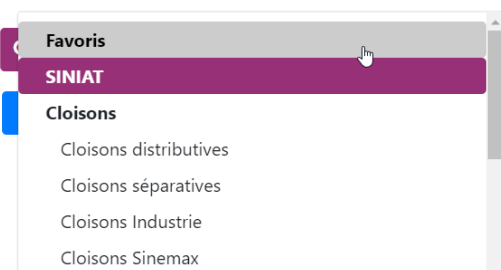 Favoris
SINIAT
Cloisons
Cloisons distributives
Cloisons séparatives
Cloisons Industrie
Cloisons Sinemax